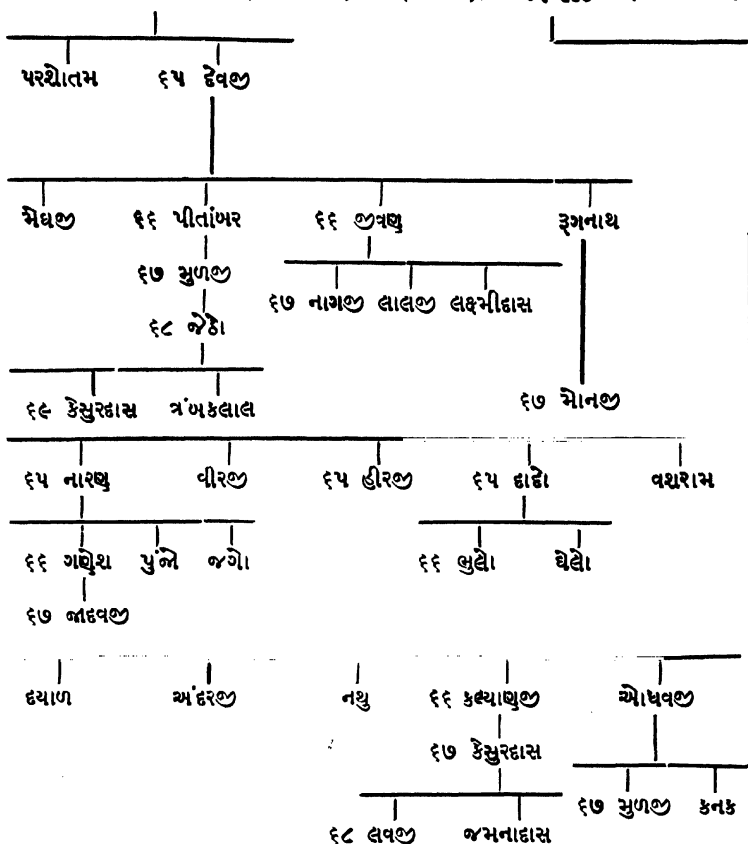 પરશોતમ ૬૫ દેવજી
મેઘજી ૬૬ પીતાંબર ૬૬ જીવણ રૂગનાથ
૬૭ મુળજી
૬૭ નાગજી લાલજી લક્ષ્મીદાસ
૬૮ જેઠો
૬૯ કેસુરદાસ ત્રંબકલાલ ૬૭ મોનજી
૬૫ નારણ વીરજી ૬૫ હીરજી ૬૫ દાદો વશરામ
૬૬ ગણેશ પુંજો જગો ૬૬ ભુલો ઘેલો
૬૭ જાદવજી
દયાળ અંદરજી નથુ ૬૬ કલ્યાણજી ઓધવજી
૬૭ કેસુરદાસ
૬૭ મુળજી કનક
૬૮ લવજી જમનાદાસ